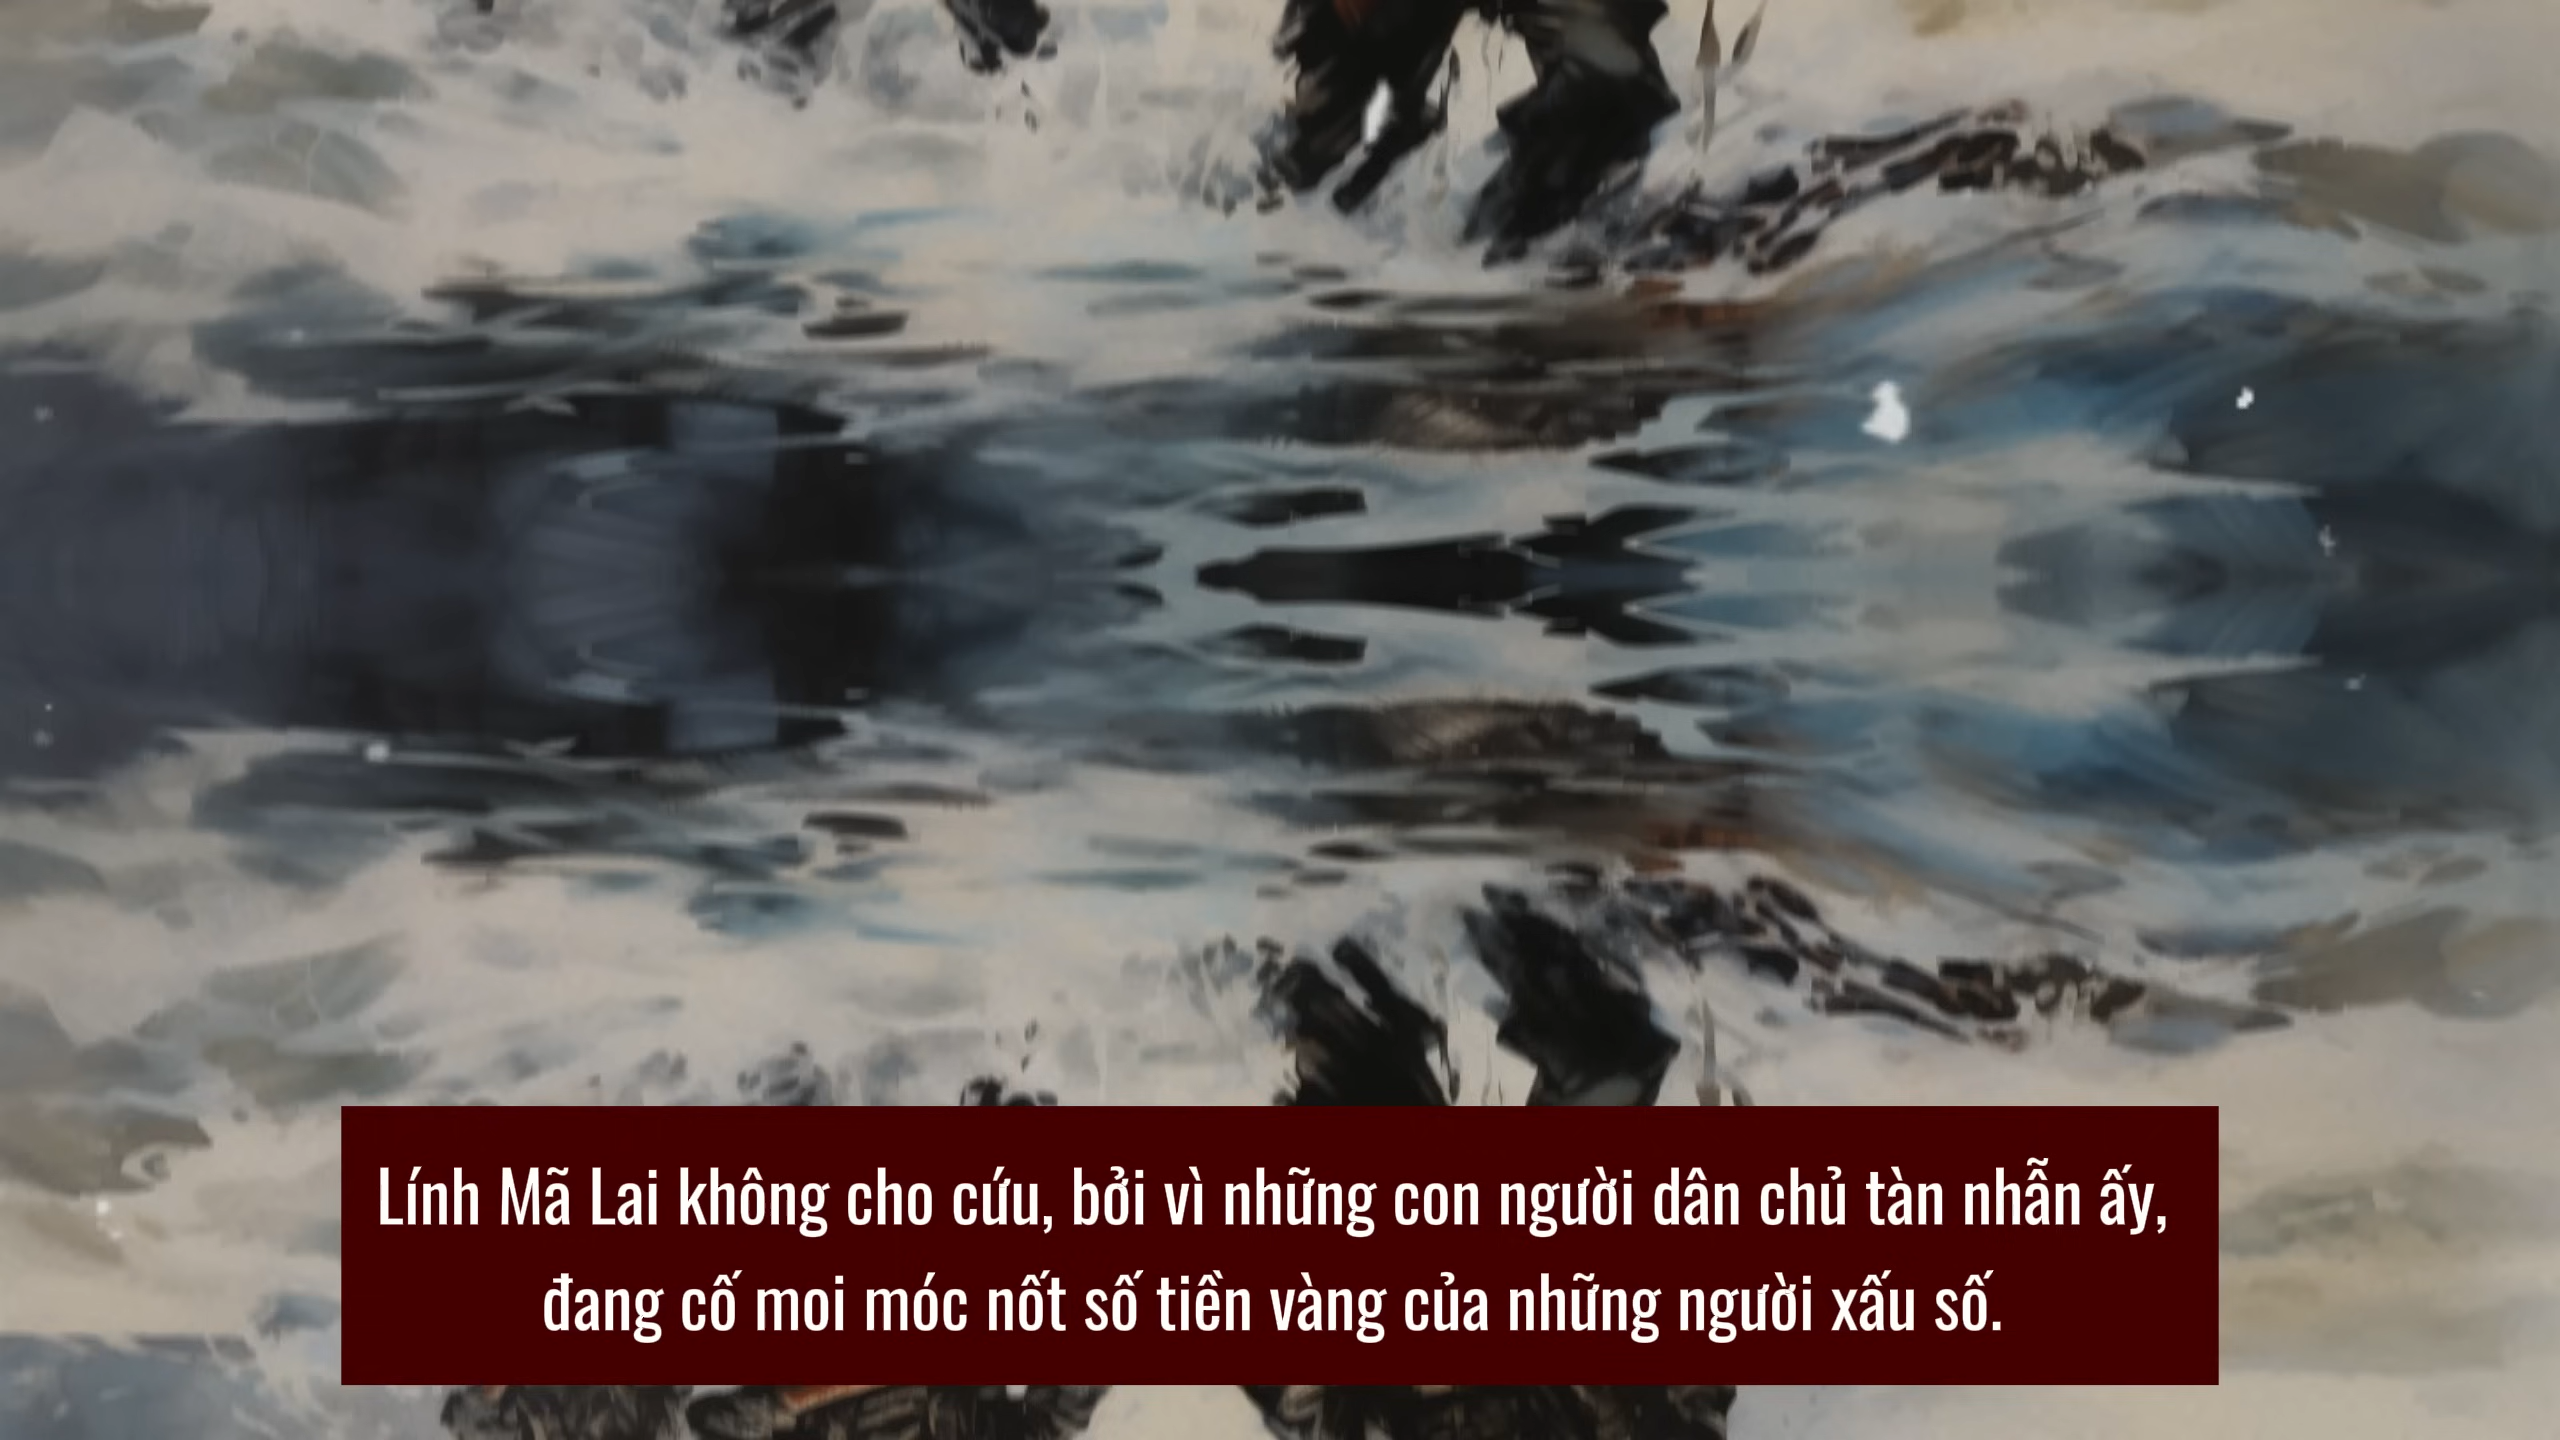 Lính Mã Lai không cho cứu, bởi vì những con người dân chủ tàn nhẫn ấy,
đang cố moi móc nốt số tiền vàng của những người xấu số.